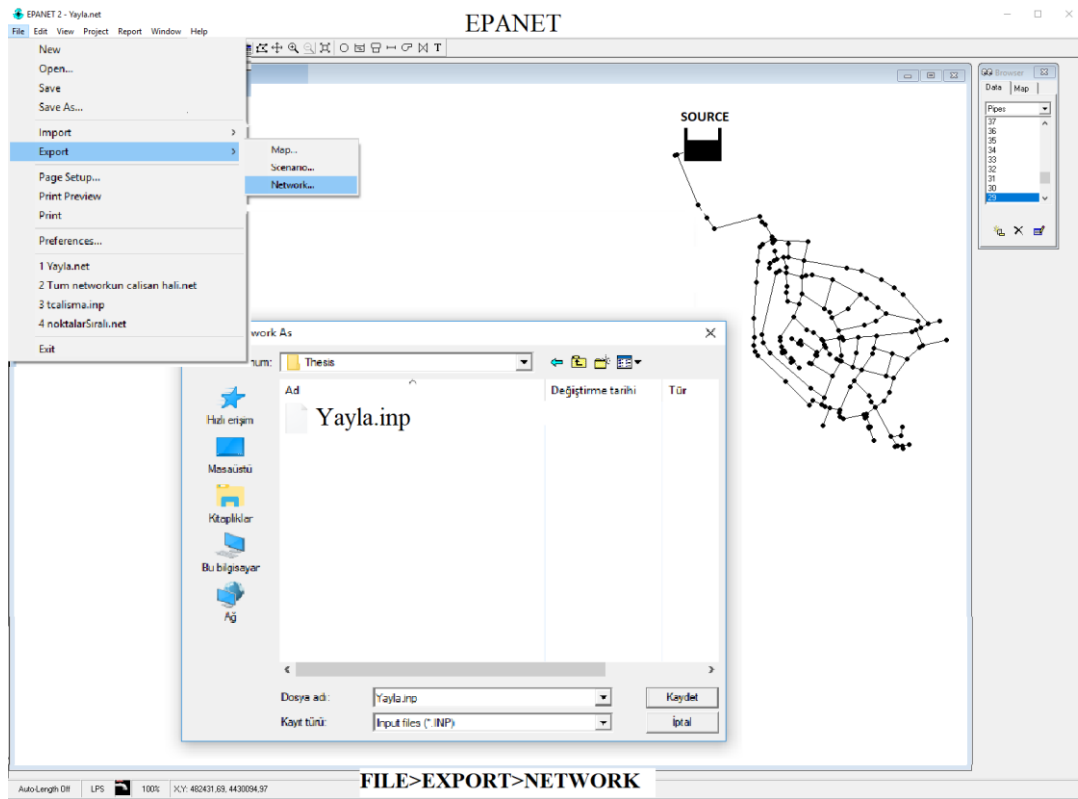 EPANET 2 - Yayla.net
EPANET
File Edit View Project Report Window Help
New
Open...
Save
Save As...
Import
Export
Page Setup...
Print Preview
Print
Preferences...
1 Yayla.net
2 Tum networkun calisan hali.net
3 tcalisma.inp
4 noktalarSıralı.net
Exit
Map...
Scenario...
Network...
T
SOURCE
Browser
Data Map
Pipes
37
36
35
34
33
32
31
30
29
work As
num: Thesis
Ad Değiştirme tarihi Tür
Yayla.inp
Hızlı erişim
Masaüstü
Kitaplıklar
Bu bilgisayar
Ağ
Dosya adı: Yayla.inp Kaydet
Kayıt türü: Input files (*.INP) İptal
FILE>EXPORT>NETWORK
Auto-Length Off LPS 100% X,Y: 482431,69, 4430094,97